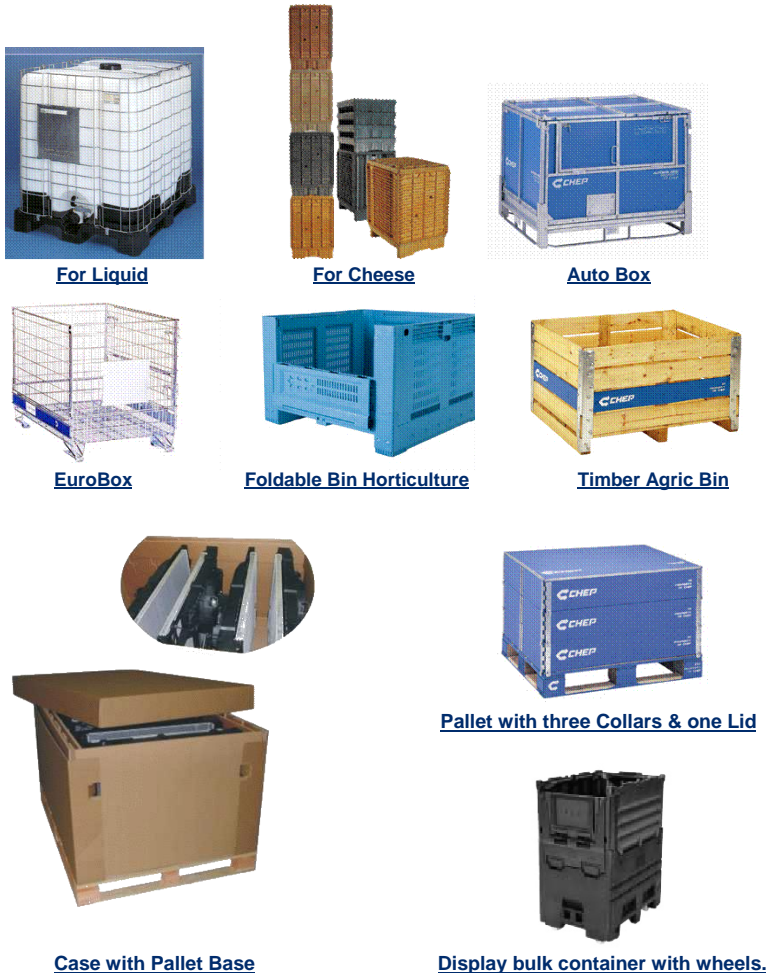 For Liquid
For Cheese
CHEP
Auto Box
EuroBox
Foldable Bin Horticulture
CHEP
Timber Agric Bin
CHEP
CHEP
CHEP
Pallet with three Collars & one Lid
Case with Pallet Base
Display bulk container with wheels.